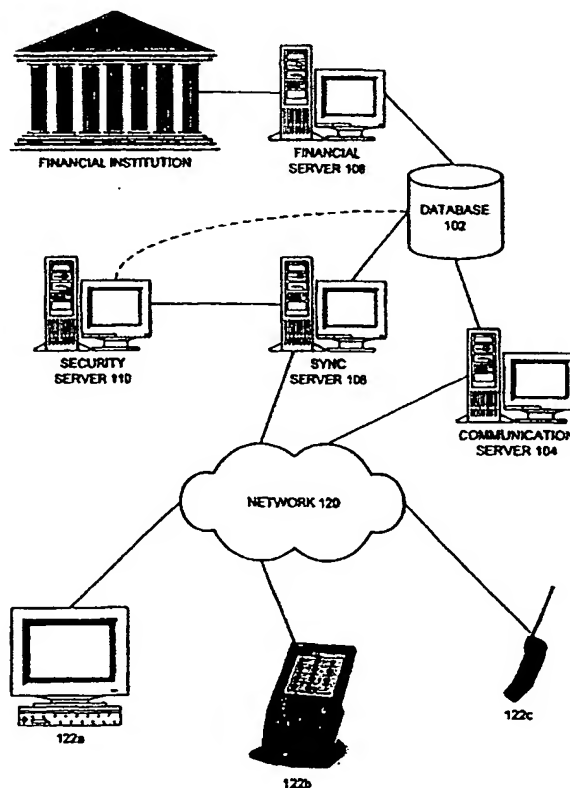 FINANCIAL INSTITUTION
FINANCIAL
SERVER 108
DATABASE
102
SECURITY
SERVER 110
SYNC
SERVER 106
COMMUNICATION
SERVER 104
NETWORK 120
122a
122b
122c